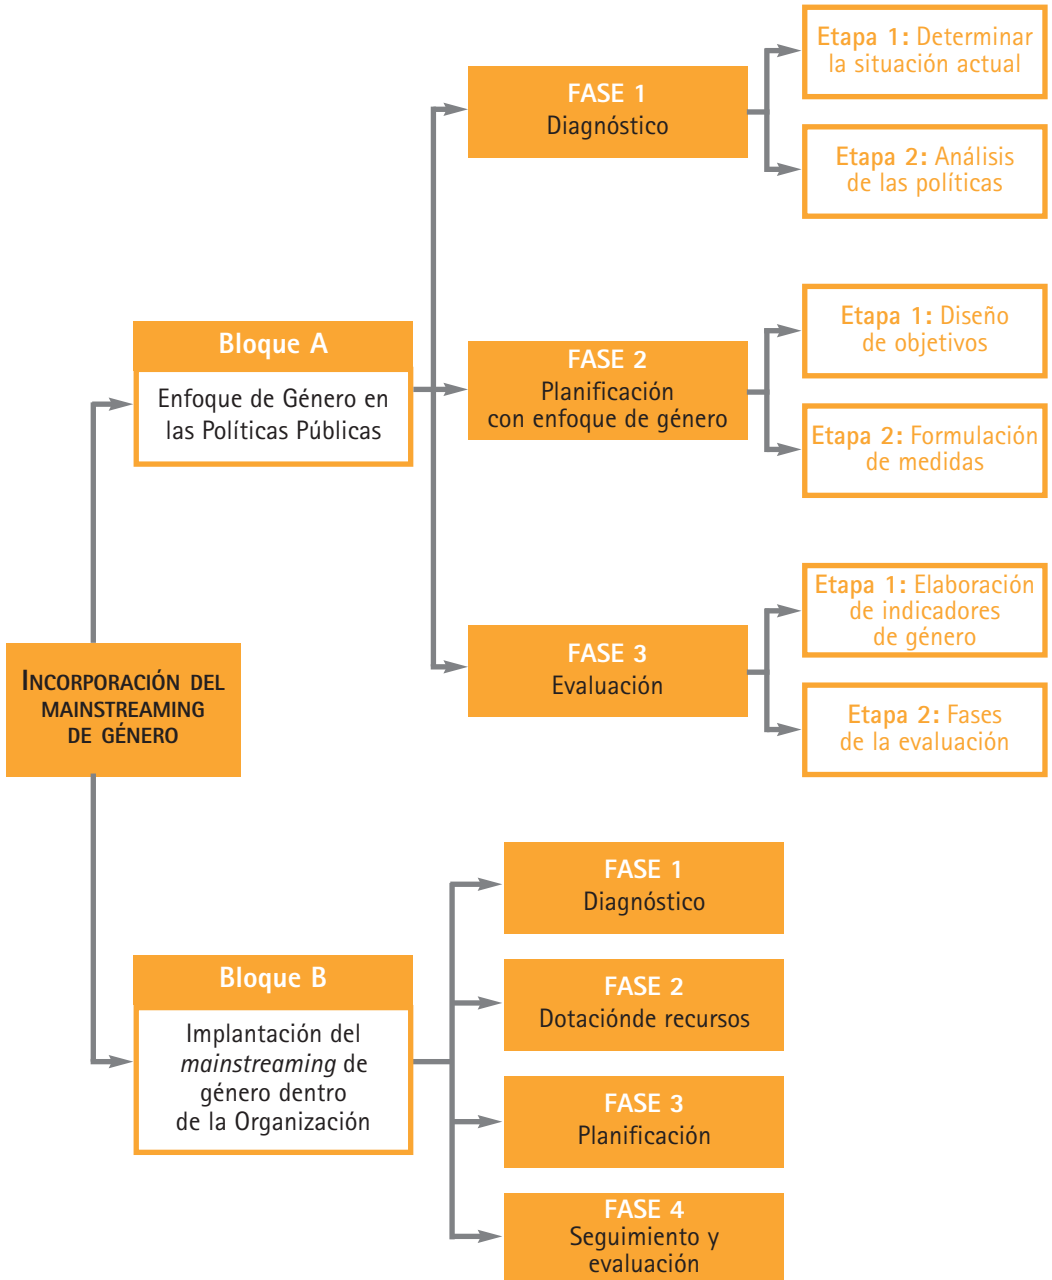 INCORPORACIÓN DEL
MAINSTREAMING
DE GÉNERO
Bloque A
Enfoque de Género en
las Políticas Públicas
FASE 1
Diagnóstico
Etapa 1: Determinar
la situación actual
Etapa 2: Análisis
de las políticas
FASE 2
Planificación
con enfoque de género
Etapa 1: Diseño
de objetivos
Etapa 2: Formulación
de medidas
FASE 3
Evaluación
Etapa 1: Elaboración
de indicadores
de género
Etapa 2: Fases
de la evaluación
Bloque B
Implantación del
mainstreaming de
género dentro
de la Organización
FASE 1
Diagnóstico
FASE 2
Dotaciónde recursos
FASE 3
Planificación
FASE 4
Seguimiento y
evaluación